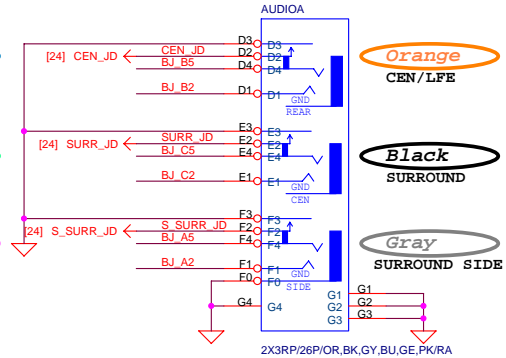 AUDIOA
D3 D3
[24] CEN_JD CEN_JD D2 D2
BJ_B5 D4 D4
BJ_B2 D1 D1
GND
REAR
Orange
CEN/LFE
E3 E3
[24] SURR_JD SURR_JD E2 E2
BJ_C5 E4 E4
BJ_C2 E1 E1
GND
CEN
Black
SURROUND
F3 F3
[24] S_SURR_JD S_SURR_JD F2 F2
BJ_A5 F4 F4
BJ_A2 F1 F1
GND
F0 F0
SIDE
Gray
SURROUND SIDE
G4 G4
G1 G1
G2 G2
G3 G3
2X3RP/26P/OR,BK,GY,BU,GE,PK/RA